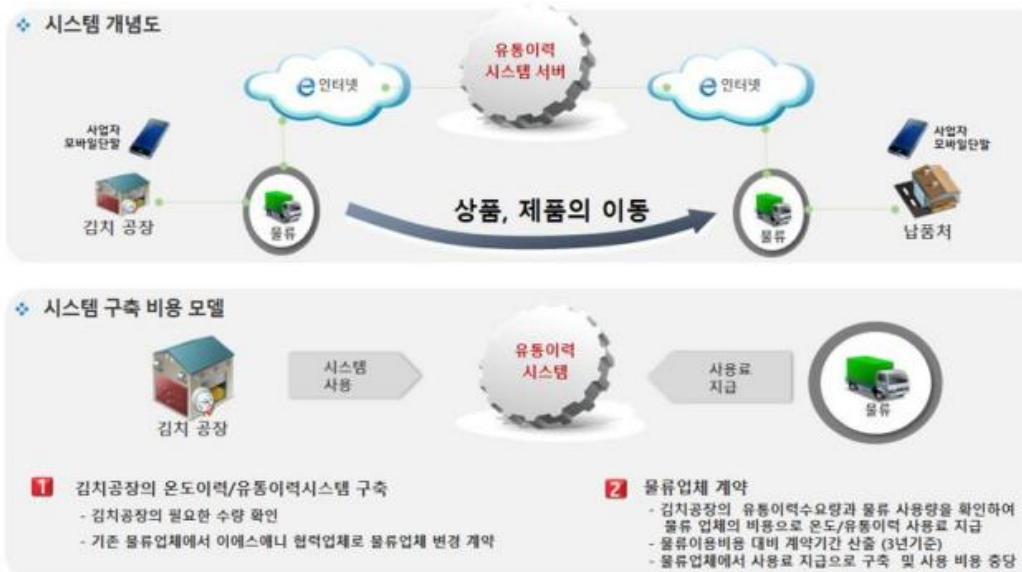 시스템 개념도
유통이력
시스템 서버
인터넷
인터넷
사업자
모바일단말
사업자
모바일단말
김치 공장
물류
상품, 제품의 이동
물류
납품처
시스템 구축 비용 모델
시스템
사용
유통이력
시스템
사용료
지급
김치 공장
물류
1 김치공장의 온도이력/유통이력시스템 구축
- 김치공장의 필요한 수량 확인
- 기존 물류업체에서 이에스애니 협력업체로 물류업체 변경 계약
2 물류업체 계약
- 김치공장의 유통이력수요량과 물류 사용량을 확인하여
물류 업체의 비용으로 온도/유통이력 사용료 지급
- 물류이용비용 대비 계약기간 산출 (3년기준)
- 물류업체에서 사용료 지급으로 구축 및 사용 비용 충당